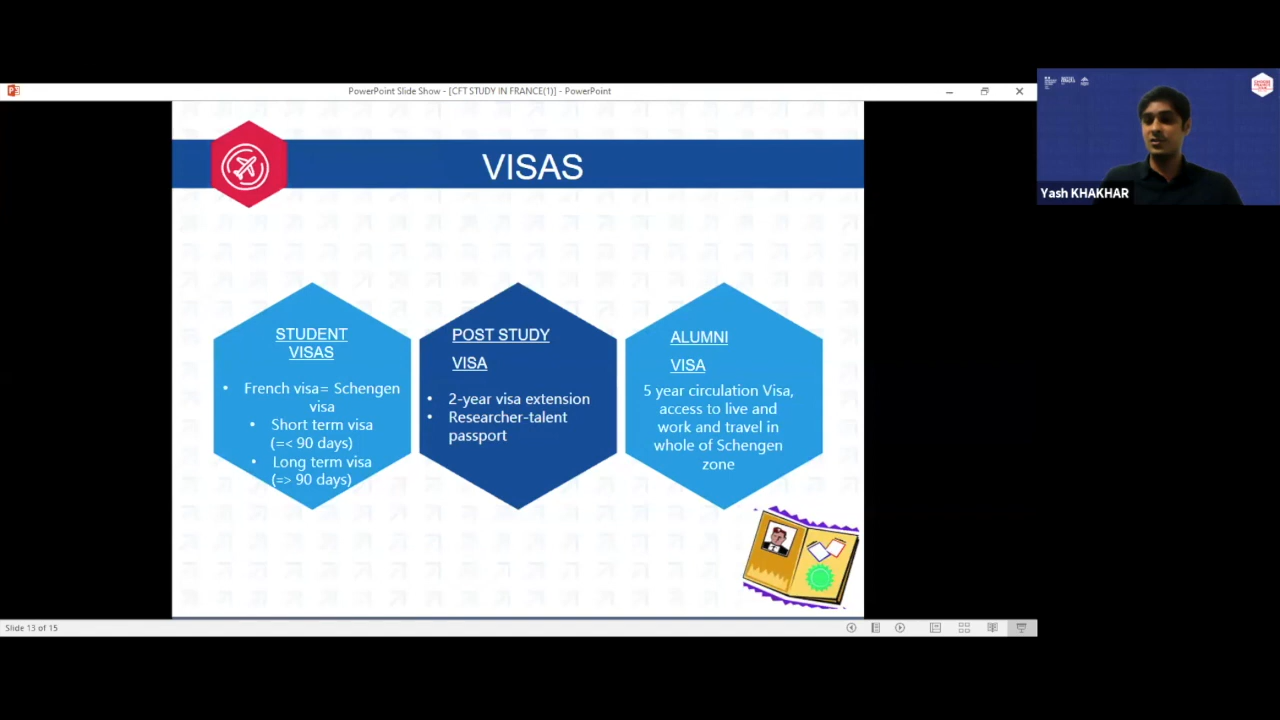 PowerPoint Slide Show - [CFT STUDY IN FRANCE(1)] - PowerPoint
VISAS
STUDENT
VISAS
• French visa= Schengen
visa
• Short term visa
(=< 90 days)
• Long term visa
(=> 90 days)
POST STUDY
VISA
• 2-year visa extension
• Researcher-talent
passport
ALUMNI
VISA
5 year circulation Visa,
access to live and
work and travel in
whole of Schengen
zone
Yash KHAKHAR
Slide 13 of 15